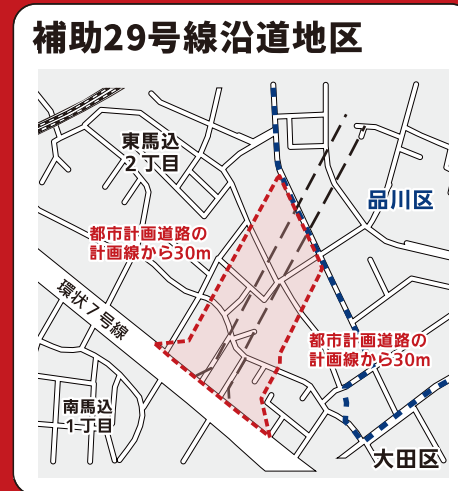 補助29号線沿道地区
東馬込
2丁目
品川区
都市計画道路の
計画線から30m
環状7号線
都市計画道路の
計画線から30m
南馬込
1丁目
大田区